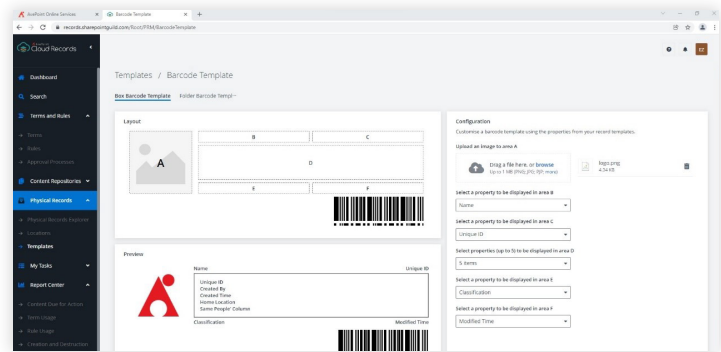 AvePoint Online Services
Barcode Template
records.sharepointguild.com/Root/PRM/BarcodeTemplate
Cloud Records
EZ
Dashboard
Search
Terms and Rules
Terms
Rules
Approval Processes
Content Repositories
Physical Records
Physical Records Explorer
Locations
Templates
My Tasks
Report Center
Content Due for Action
Term Usage
Rule Usage
Creation and Destruction
Templates / Barcode Template
Box Barcode Template Folder Barcode Templ···
Layout
A
B
C
D
E
F
Preview
Name Unique ID
Unique ID
Created By
Created Time
Home Location
Same People' Column
Classification Modified Time
Configuration
Customise a barcode template using the properties from your record templates.
Upload an image to area A
Drag a file here, or browse
Up to 1 MB (PNG; JPG; TIF; more)
logo.png
4.34 KB
Select a property to be displayed in area B
Name
Select a property to be displayed in area C
Unique ID
Select properties (up to 5) to be displayed in area D
5 items
Select a property to be displayed in area E
Classification
Select a property to be displayed in area F
Modified Time